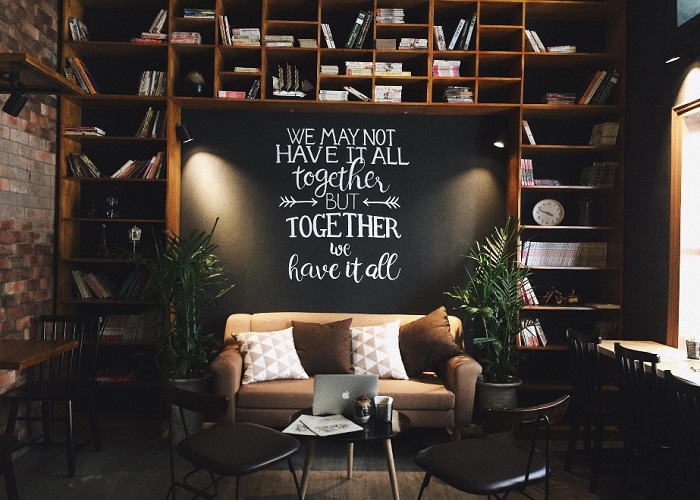 WE MAY NOT
HAVE IT ALL
together
BUT
TOGETHER
we
have it all